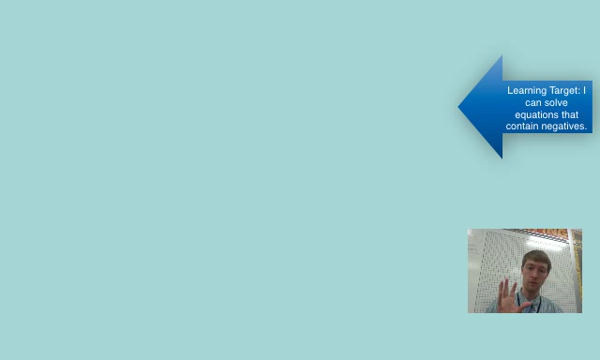 Learning Target: I
can solve
equations that
contain negatives.